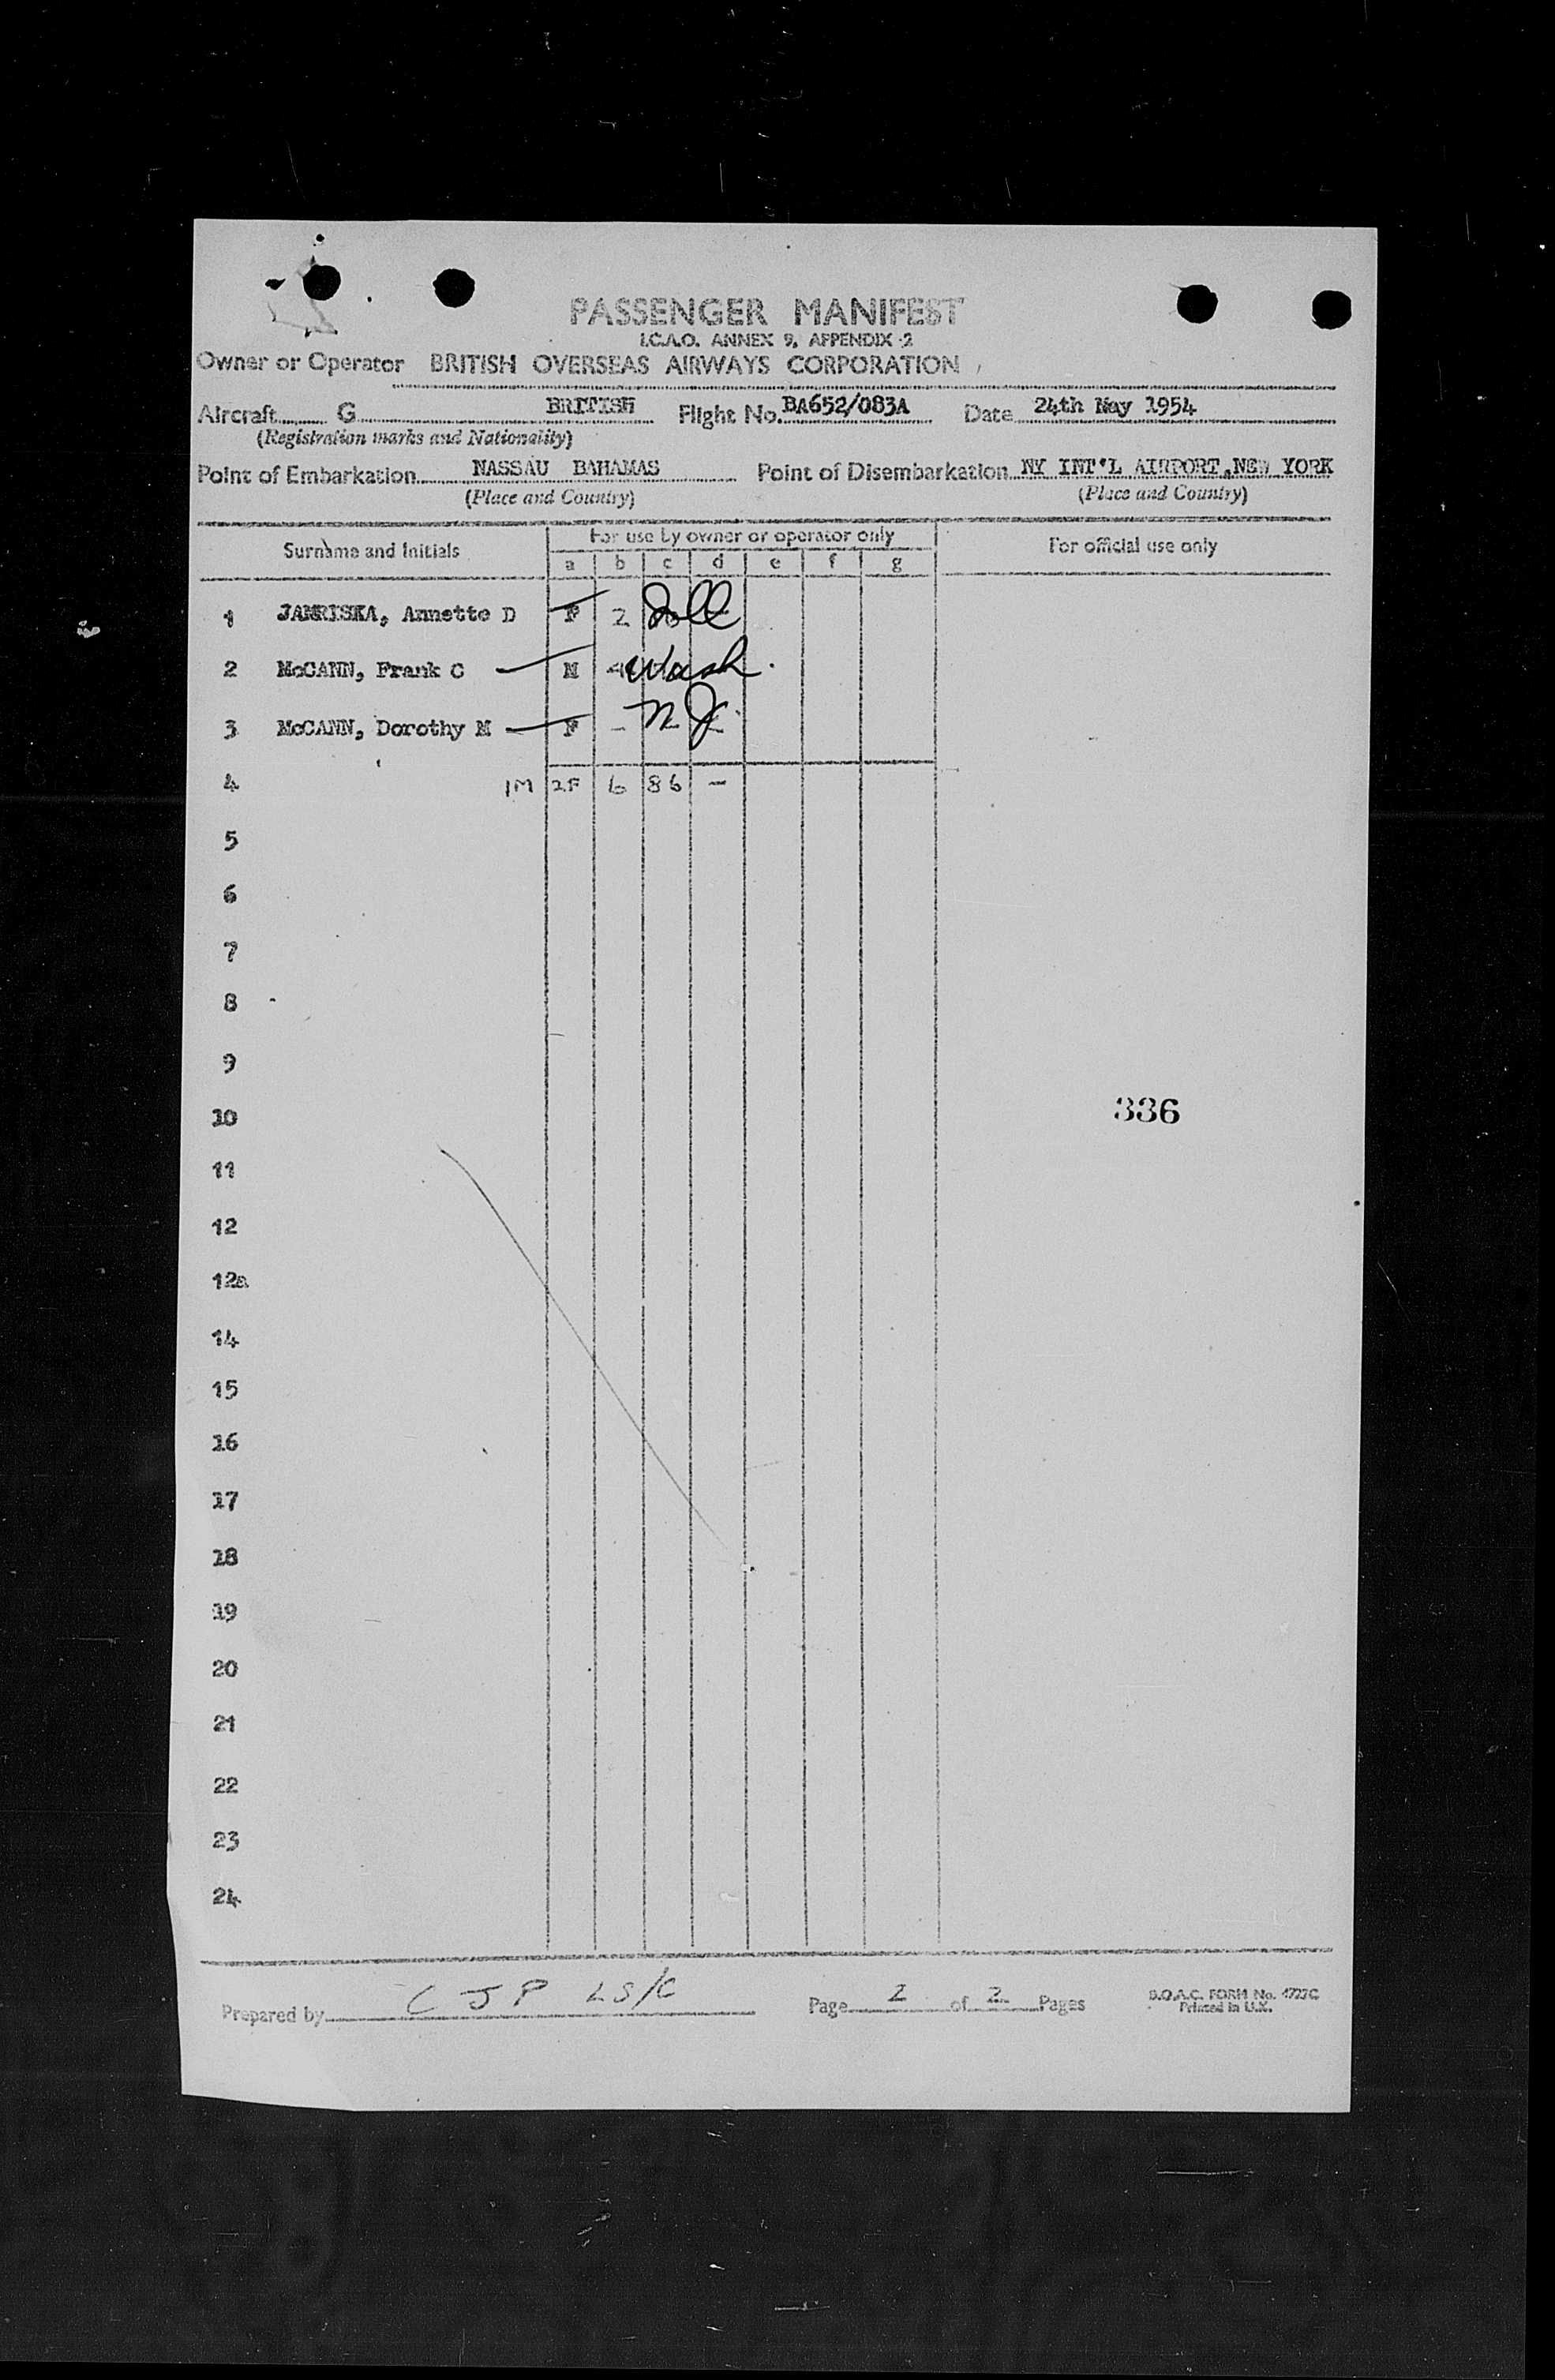 PASSENGER MANIFEST
I.C.A.O. ANNEX 9, APPENDIX 2
Owner or Operator BRITISH OVERSEAS AIRWAYS CORPORATION
Aircraft G BRITISH Flight No. BA652/083A Date 24th May 1954
(Registration marks and Nationality)
Point of Embarkation NASSAU BAHAMAS Point of Disembarkation NY INT'L AIRPORT, NEW YORK
(Place and Country) (Place and Country)
Surname and Initials For use by owner or operator only For official use only
a b c d e f g
1 JAMRISKA, Annette D F 2
2 McCANN, Frank C M 4 Wash.
3 McCANN, Dorothy M F - N.J.
4 1M 2F 6 86 -
5
6
7
8
9
10 336
11
12
12a
14
15
16
17
18
19
20
21
22
23
24
Prepared by C J P LS/C Page 2 of 2 Pages B.O.A.C. FORM No. 4727C
Printed in U.K.